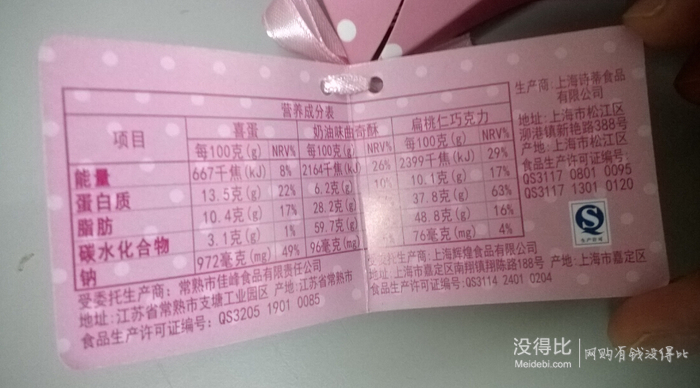 营养成分表
项目 喜蛋 奶油味曲奇酥 扁桃仁巧克力
每100克(g) NRV% 每100克(g) NRV% 每100克(g) NRV%
能量 667千焦(kJ) 8% 2164千焦(kJ) 26% 2399千焦(kJ) 29%
蛋白质 13.5克(g) 22% 6.2克(g) 10.1克(g) 17%
脂肪 10.4克(g) 17% 28.2克(g) 37.8克(g) 63%
碳水化合物 3.1克(g) 1% 59.7克(g) 48.8克(g) 16%
钠 972毫克(mg) 49% 96毫克(mg) 76毫克(mg) 4%
受委托生产商：常熟市佳峰食品有限责任公司
地址：江苏省常熟市支塘工业园区 产地：江苏省常熟市
食品生产许可证编号：QS3205 1901 0085
受委托生产商：上海辉煌食品有限公司
地址：上海市嘉定区南翔镇翔陈路188号 产地：上海市嘉定区
食品生产许可证编号：QS3114 2401 0204
生产商：上海诗蒂食品
有限公司
地址：上海市松江区
泖港镇新艳路388号
产地：上海市松江区
食品生产许可证编号：
QS3117 0801 0095
QS3117 1301 0120
生产许可
没得比
Meidebi.com
网购有钱没得比